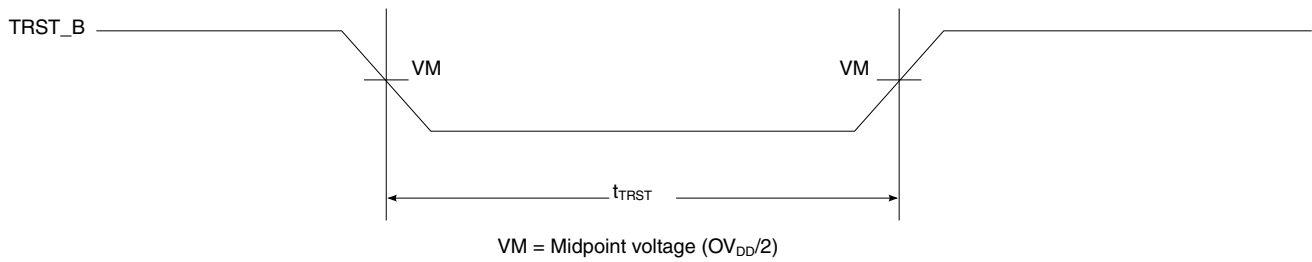 TRST_B
VM VM
tTRST
VM = Midpoint voltage (OVDD/2)